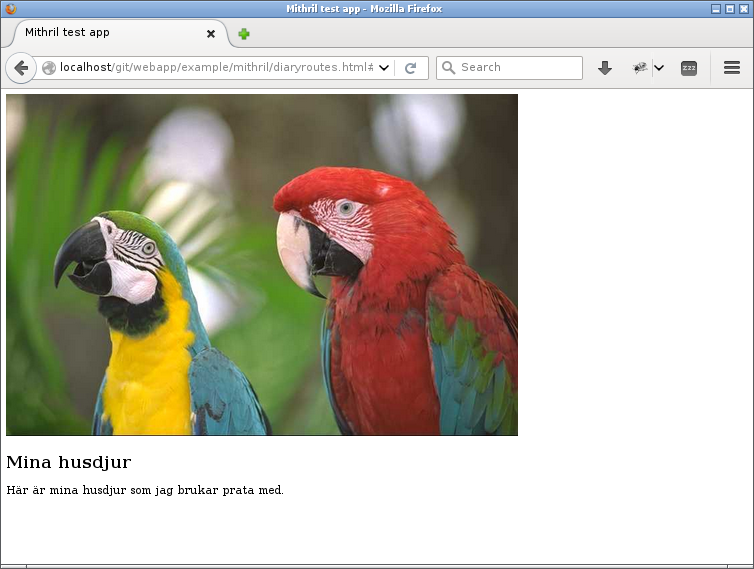 Mithril test app - Mozilla Firefox
Mithril test app
localhost/git/webapp/example/mithril/diaryroutes.html#
Search
zzz
Mina husdjur
Här är mina husdjur som jag brukar prata med.